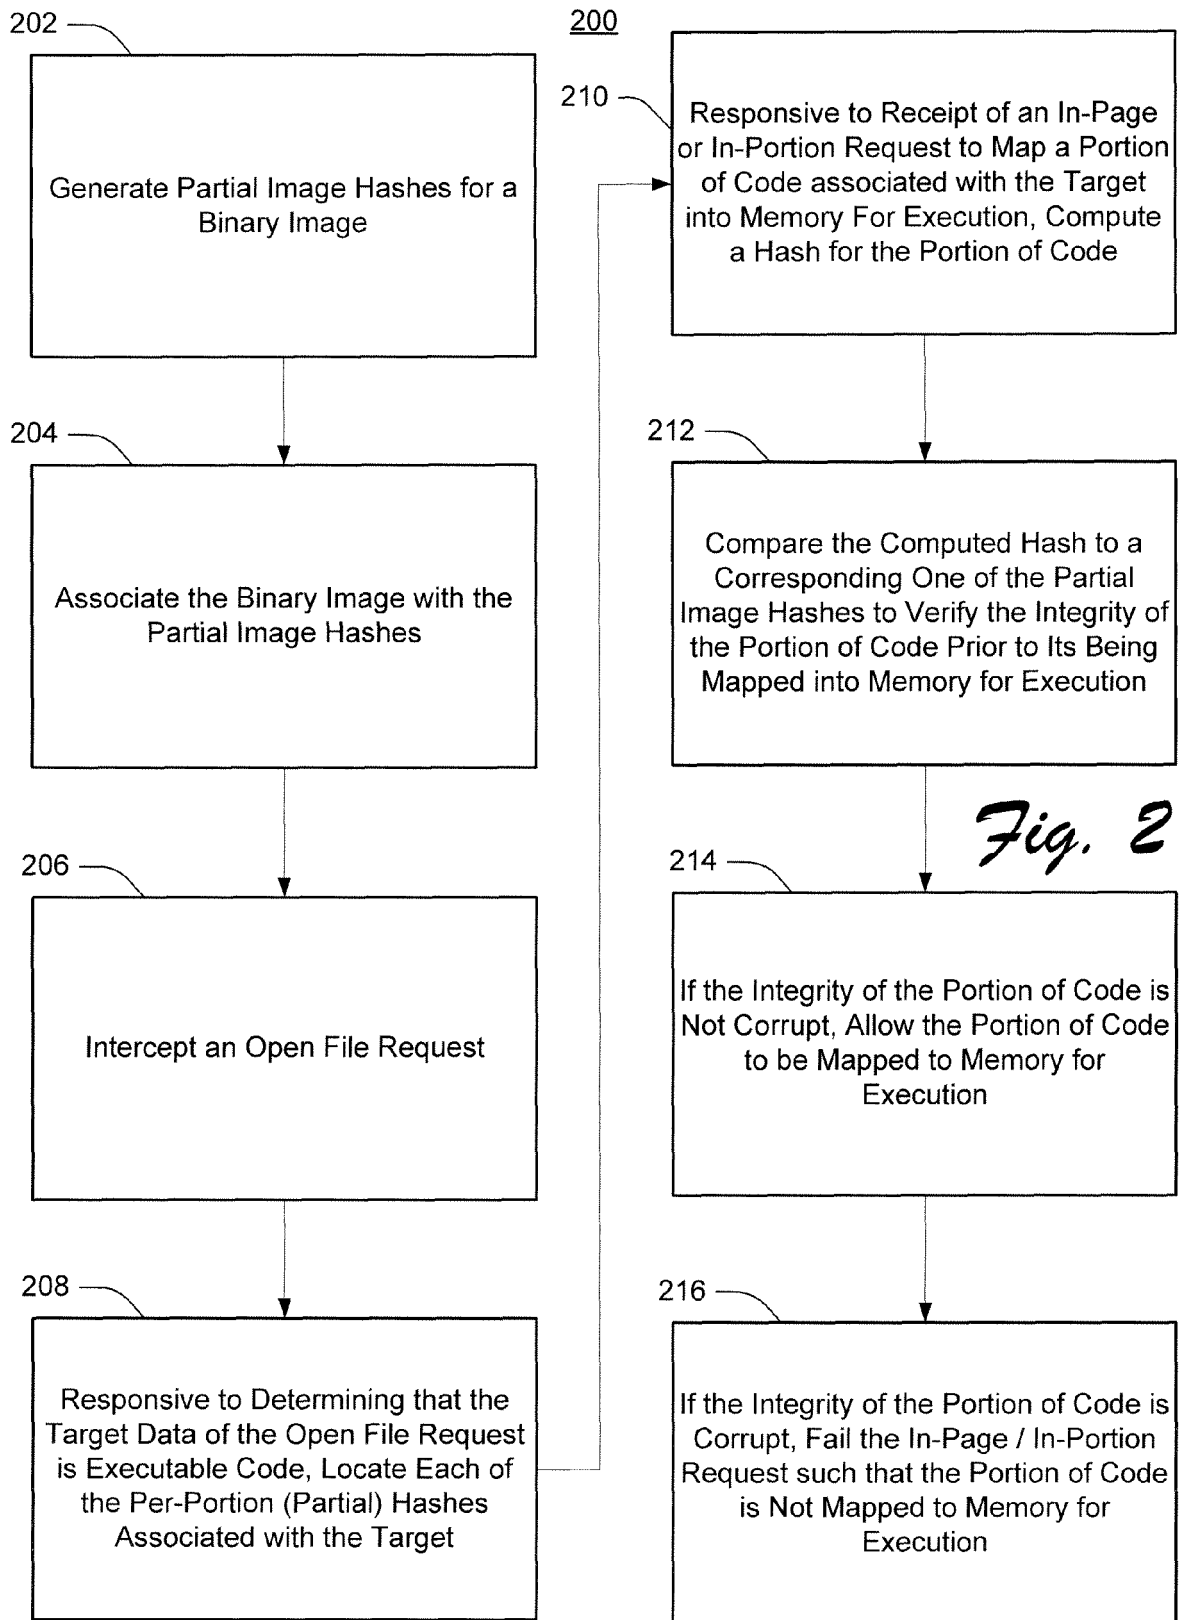 200
202
Generate Partial Image Hashes for a
Binary Image
204
Associate the Binary Image with the
Partial Image Hashes
206
Intercept an Open File Request
208
Responsive to Determining that the
Target Data of the Open File Request
is Executable Code, Locate Each of
the Per-Portion (Partial) Hashes
Associated with the Target
210
Responsive to Receipt of an In-Page
or In-Portion Request to Map a Portion
of Code associated with the Target
into Memory For Execution, Compute
a Hash for the Portion of Code
212
Compare the Computed Hash to a
Corresponding One of the Partial
Image Hashes to Verify the Integrity of
the Portion of Code Prior to Its Being
Mapped into Memory for Execution
Fig. 2
214
If the Integrity of the Portion of Code is
Not Corrupt, Allow the Portion of Code
to be Mapped to Memory for
Execution
216
If the Integrity of the Portion of Code is
Corrupt, Fail the In-Page / In-Portion
Request such that the Portion of Code
is Not Mapped to Memory for
Execution